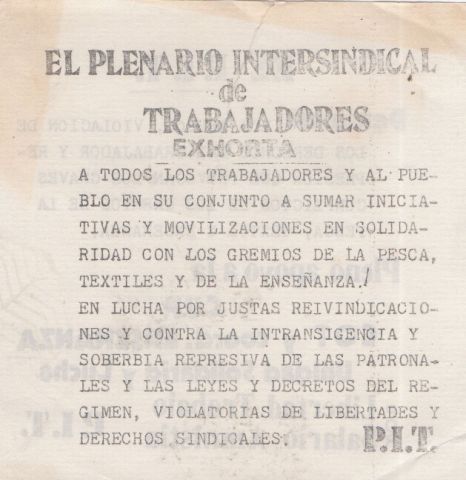 EL PLENARIO INTERSINDICAL
de
TRABAJADORES
EXHORTA
A TODOS LOS TRABAJADORES Y AL PUE-
BLO EN SU CONJUNTO A SUMAR INICIA-
TIVAS Y MOVILIZACIONES EN SOLIDA-
RIDAD CON LOS GREMIOS DE LA PESCA,
TEXTILES Y DE LA ENSEÑANZA./
EN LUCHA POR JUSTAS REIVINDICACIO-
NES Y CONTRA LA INTRANSICENCIA Y
SOBERBIA REPRESIVA DE LAS PATRONA-
LES Y LAS LEYES Y DECRETOS DEL RE-
GIMEN, VIOLATORIAS DE LIBERTADES Y
DERECHOS SINDICALES. P.I.T.